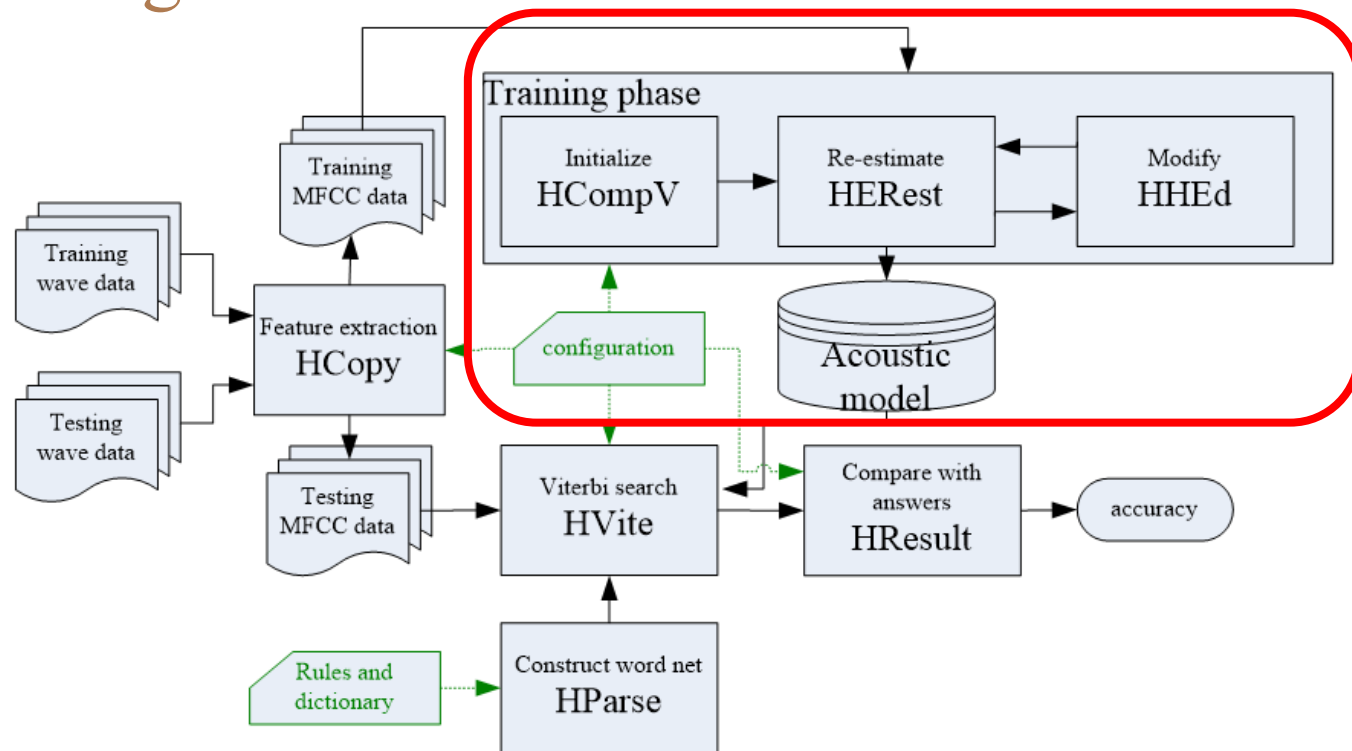 Training phase
Initialize
HCompV
Re-estimate
HERest
Modify
HHEd
Training
MFCC data
Training
wave data
Feature extraction
HCopy
configuration
Acoustic
model
Testing
wave data
Testing
MFCC data
Viterbi search
HVite
Compare with
answers
HResult
accuracy
Rules and
dictionary
Construct word net
HParse